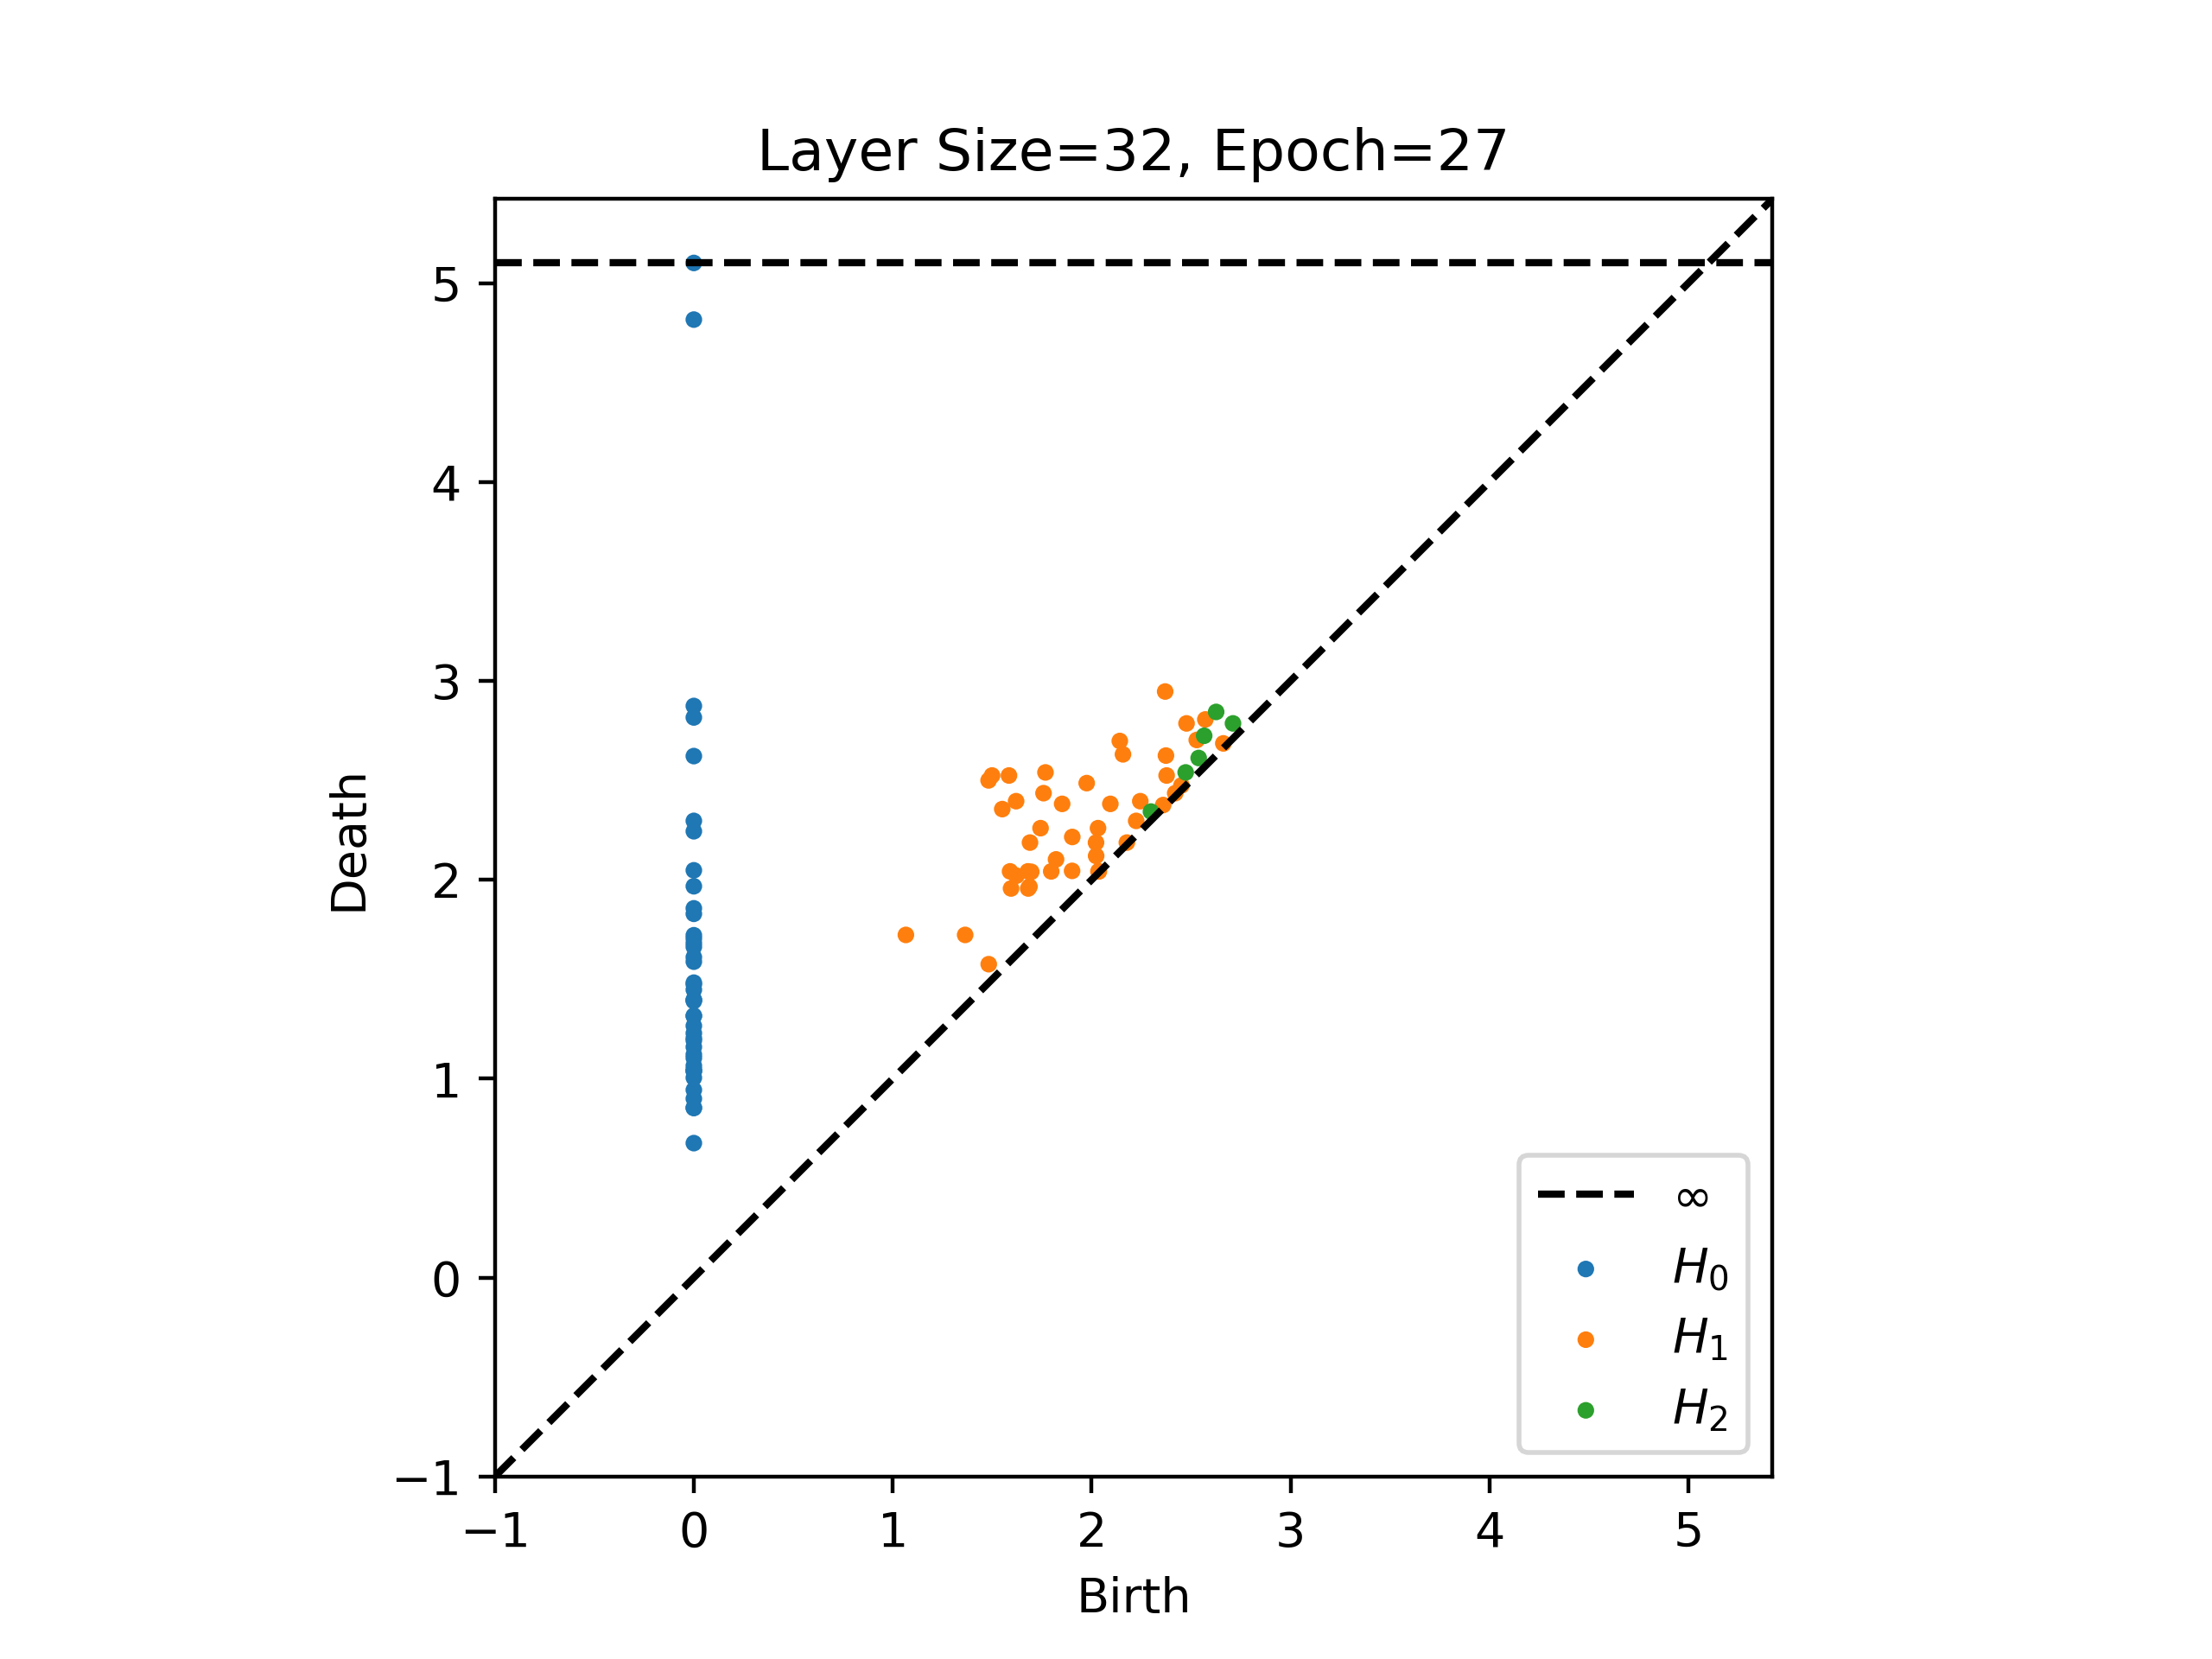 Layer Size=32, Epoch=27
Death
5
4
3
2
1
0
−1
−1 0 1 2 3 4 5
Birth
∞
H₀
H₁
H₂